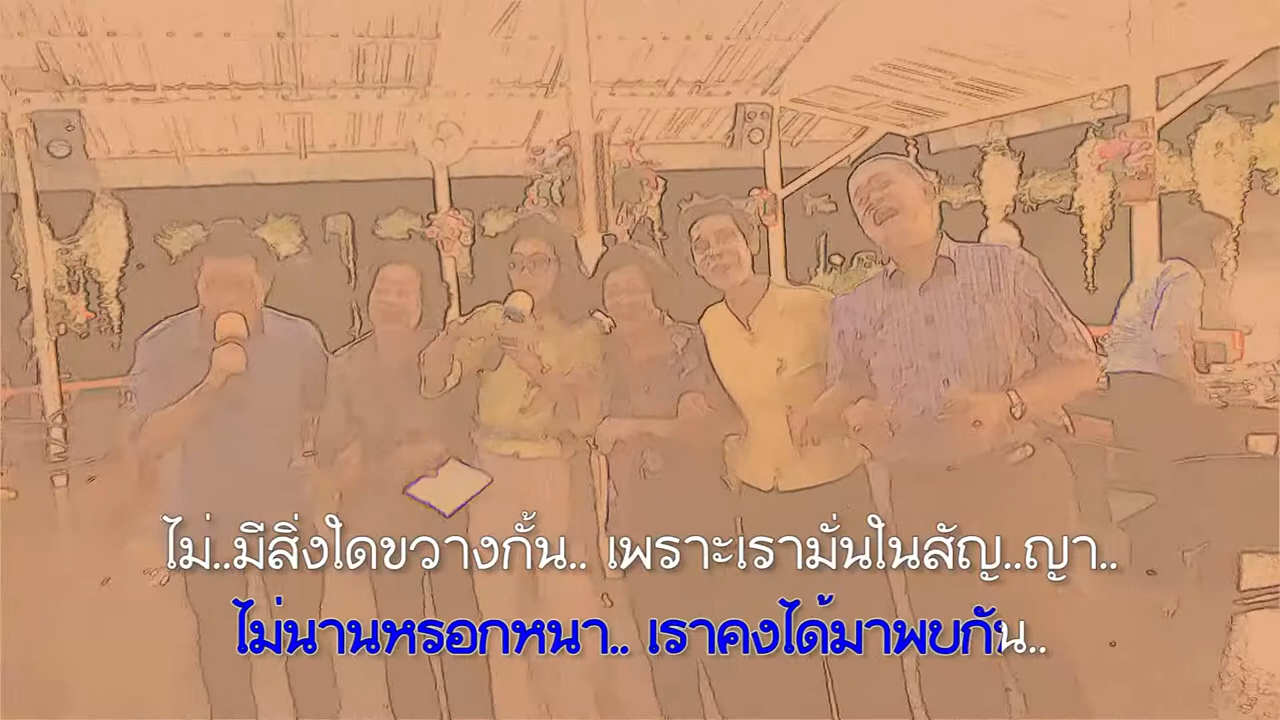 ไม่..มีสิ่งใดขวางกั้น.. เพราะเรามั่นในสัญ..ญา..
ไม่นานหรอกหนา.. เราคงได้มาพบกัน..